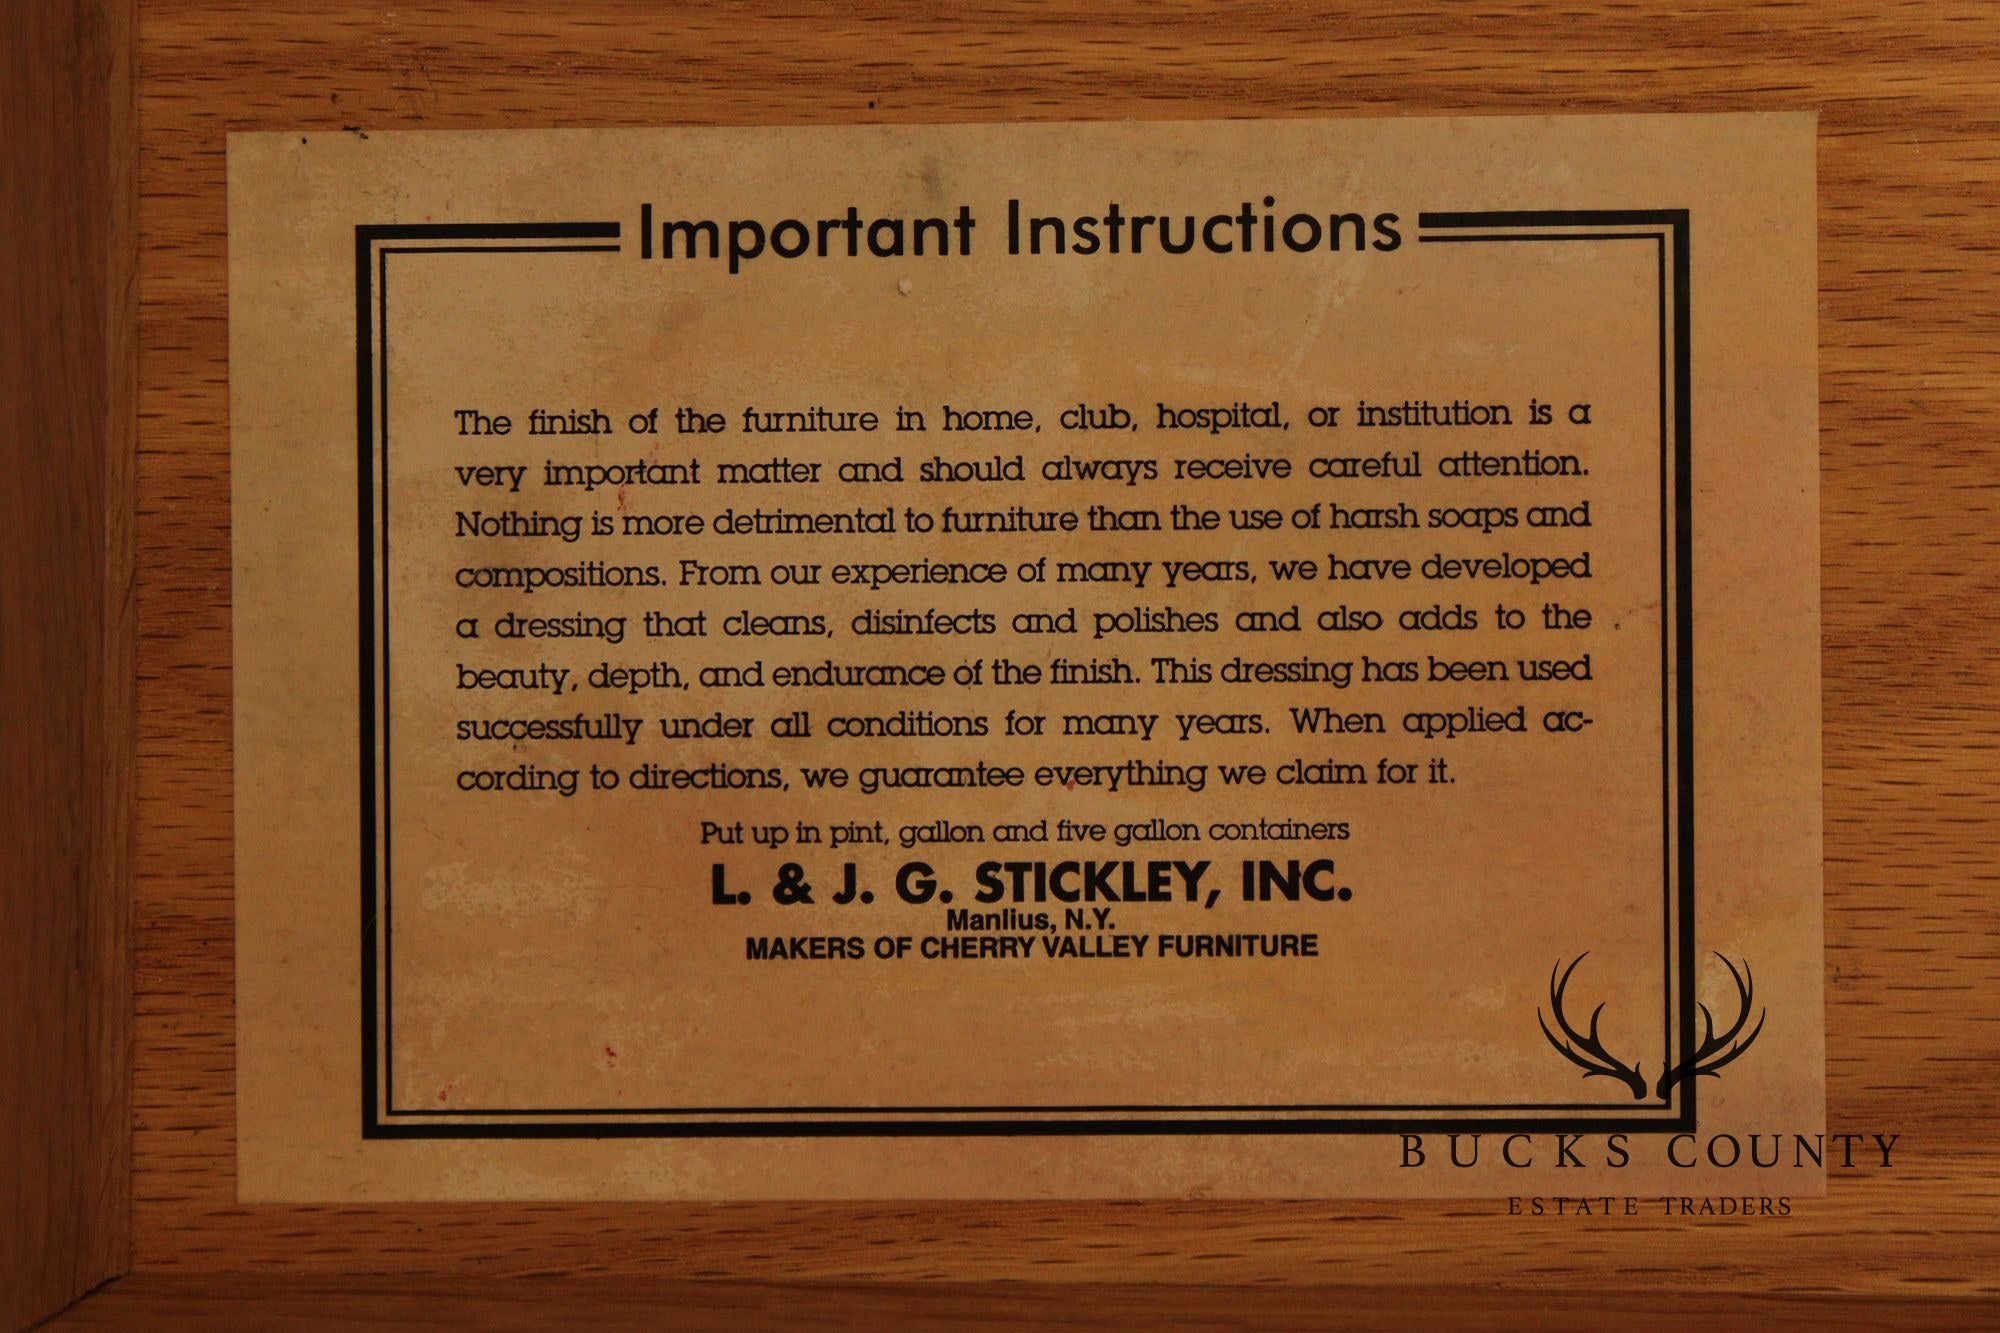 Important Instructions
The finish of the furniture in home, club, hospital, or institution is a
very important matter and should always receive careful attention.
Nothing is more detrimental to furniture than the use of harsh soaps and
compositions. From our experience of many years, we have developed
a dressing that cleans, disinfects and polishes and also adds to the
beauty, depth, and endurance of the finish. This dressing has been used
successfully under all conditions for many years. When applied ac-
cording to directions, we guarantee everything we claim for it.
Put up in pint, gallon and five gallon containers
L. & J. G. STICKLEY, INC.
Manlius, N.Y.
MAKERS OF CHERRY VALLEY FURNITURE
BUCKS COUNTY
ESTATE TRADERS